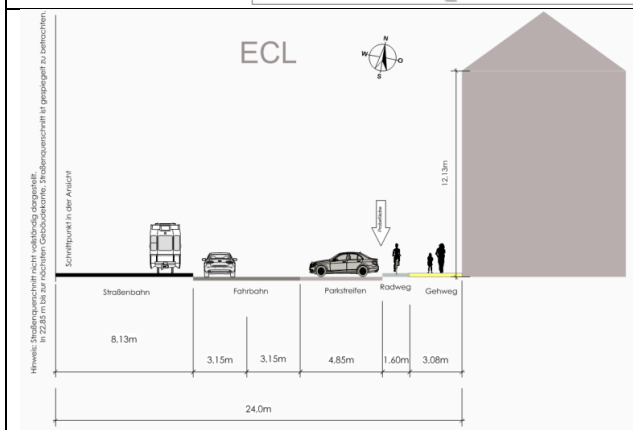 ECL
N
W
O
S
Hinweis: Straßenquerschnitt nicht vollständig dargestellt.
In 22,85 m bis zur nächsten Gebäudekante. Straßenquerschnitt ist gespiegelt zu betrachten.
Schnittpunkt in der Ansicht
12,13m
Probefläche
Straßenbahn
Fahrbahn
Parkstreifen
Radweg
Gehweg
8,13m
3,15m
3,15m
4,85m
1,60m
3,08m
24,0m